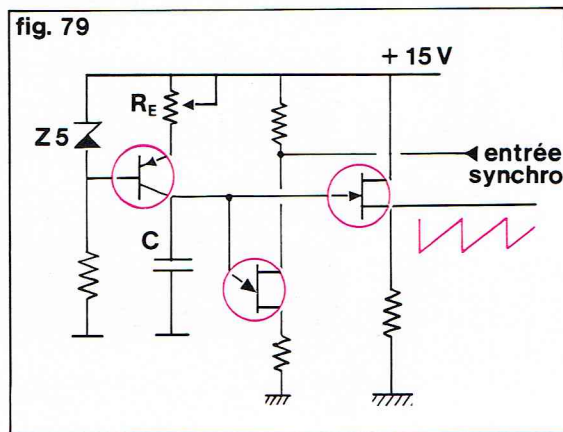 fig. 79
+ 15 V
R_E
Z 5
entrée
synchro
C